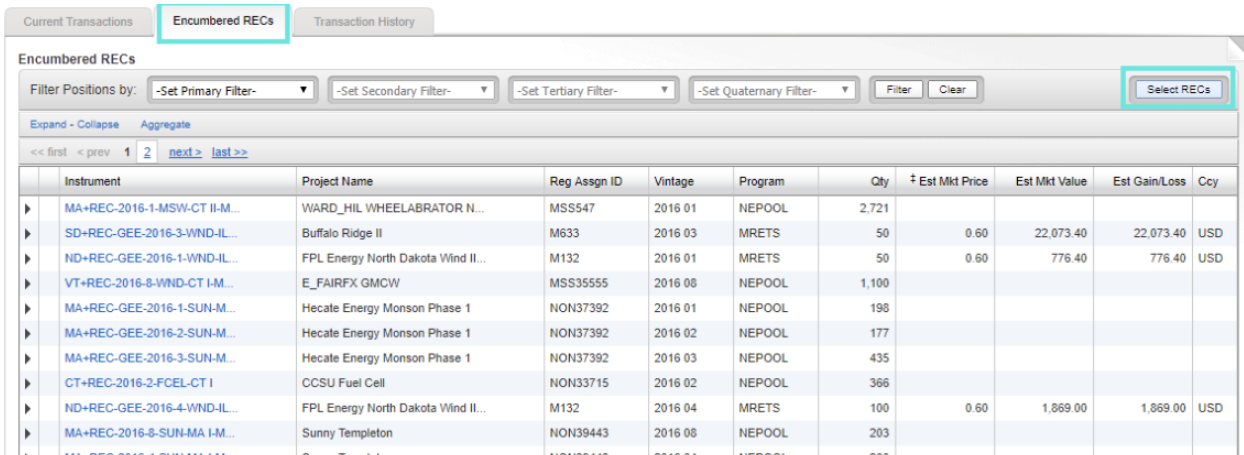 Current Transactions Encumbered RECs Transaction History
Encumbered RECs
Filter Positions by: -Set Primary Filter- -Set Secondary Filter- -Set Tertiary Filter- -Set Quaternary Filter- Filter Clear Select RECs
Expand - Collapse Aggregate
<< first < prev 1 2 next > last >>
Instrument Project Name Reg Assgn ID Vintage Program Qty ‡ Est Mkt Price Est Mkt Value Est Gain/Loss Ccy
MA+REC-2016-1-MSW-CT II-M... WARD_HIL WHEELABRATOR N... MSS547 2016 01 NEPOOL 2,721
SD+REC-GEE-2016-3-WND-IL... Buffalo Ridge II M633 2016 03 MRETS 50 0.60 22,073.40 22,073.40 USD
ND+REC-GEE-2016-1-WND-IL... FPL Energy North Dakota Wind II... M132 2016 01 MRETS 50 0.60 776.40 776.40 USD
VT+REC-2016-8-WND-CT I-M... E_FAIRFX GMCW MSS35555 2016 08 NEPOOL 1,100
MA+REC-GEE-2016-1-SUN-M... Hecate Energy Monson Phase 1 NON37392 2016 01 NEPOOL 198
MA+REC-GEE-2016-2-SUN-M... Hecate Energy Monson Phase 1 NON37392 2016 02 NEPOOL 177
MA+REC-GEE-2016-3-SUN-M... Hecate Energy Monson Phase 1 NON37392 2016 03 NEPOOL 435
CT+REC-2016-2-FCEL-CT I CCSU Fuel Cell NON33715 2016 02 NEPOOL 366
ND+REC-GEE-2016-4-WND-IL... FPL Energy North Dakota Wind II... M132 2016 04 MRETS 100 0.60 1,869.00 1,869.00 USD
MA+REC-2016-8-SUN-MA I-M... Sunny Templeton NON39443 2016 08 NEPOOL 203